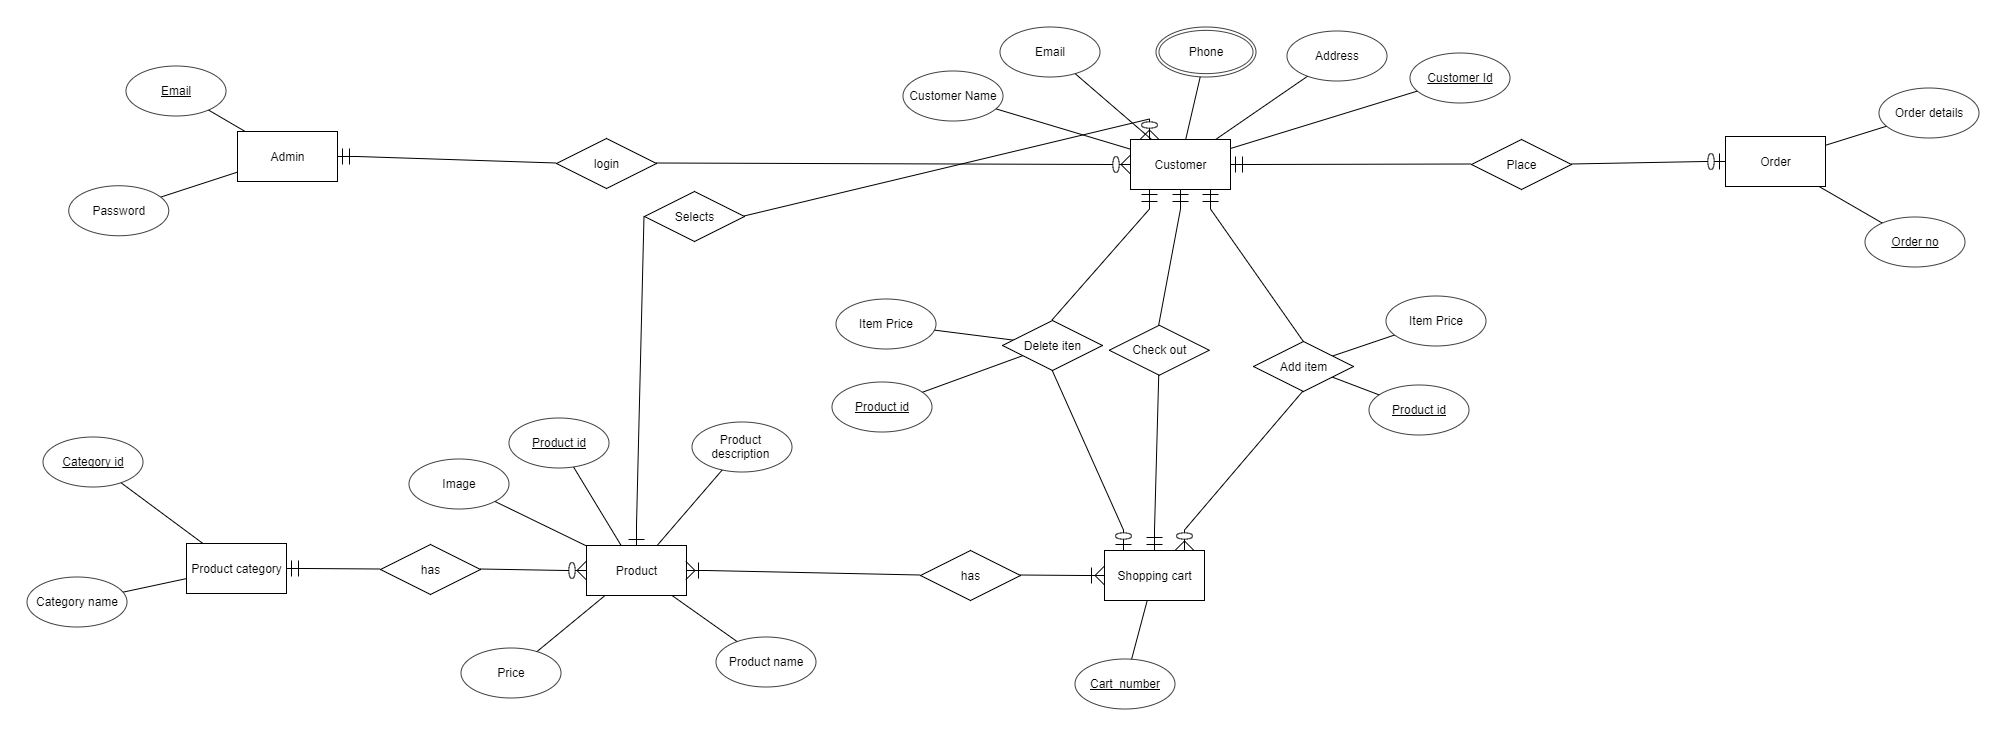 Email
Phone
Address
Customer Id
Email
Customer Name
Order details
Admin
login
Customer
Place
Order
Password
Selects
Order no
Item Price
Item Price
Delete iten
Check out
Add item
Product id
Product id
Product id
Product
description
Category id
Image
Product category
has
Product
has
Shopping cart
Category name
Price
Product name
Cart  number